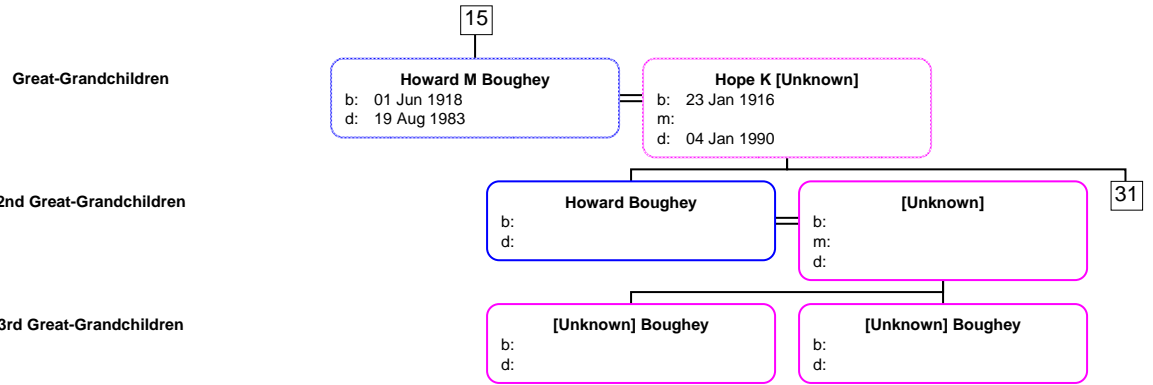 15
Great-Grandchildren
Howard M Boughey
b: 01 Jun 1918
d: 19 Aug 1983
Hope K [Unknown]
b: 23 Jan 1916
m:
d: 04 Jan 1990
2nd Great-Grandchildren
Howard Boughey
b:
d:
[Unknown]
b:
m:
d:
31
3rd Great-Grandchildren
[Unknown] Boughey
b:
d:
[Unknown] Boughey
b:
d: